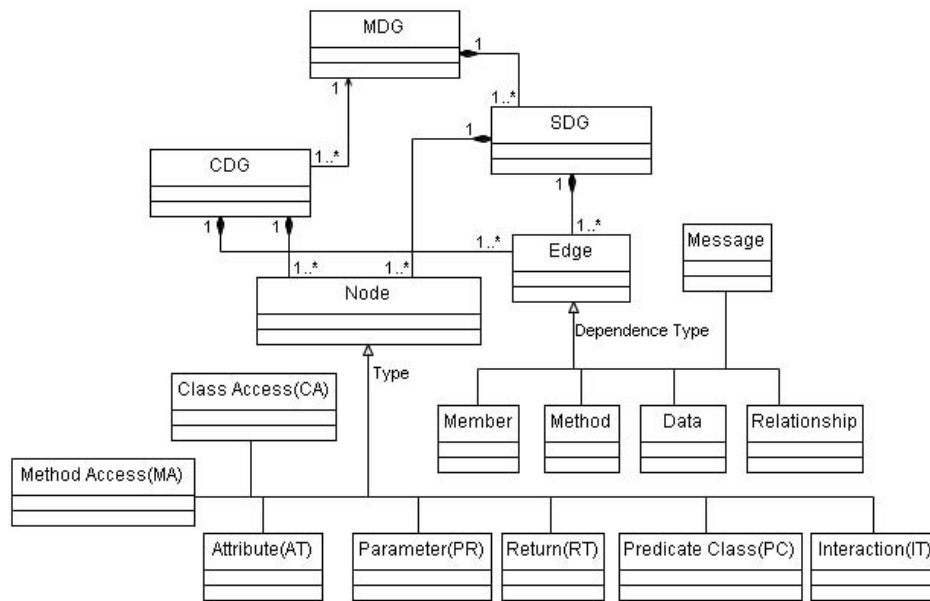 MDG
1
1
1..*
SDG
1
1..*
CDG
1
1
1
1..*
1..*
Edge
Message
1..*
1..*
Node
Dependence Type
Type
Class Access(CA)
Member
Method
Data
Relationship
Method Access(MA)
Attribute(AT)
Parameter(PR)
Return(RT)
Predicate Class(PC)
Interaction(IT)